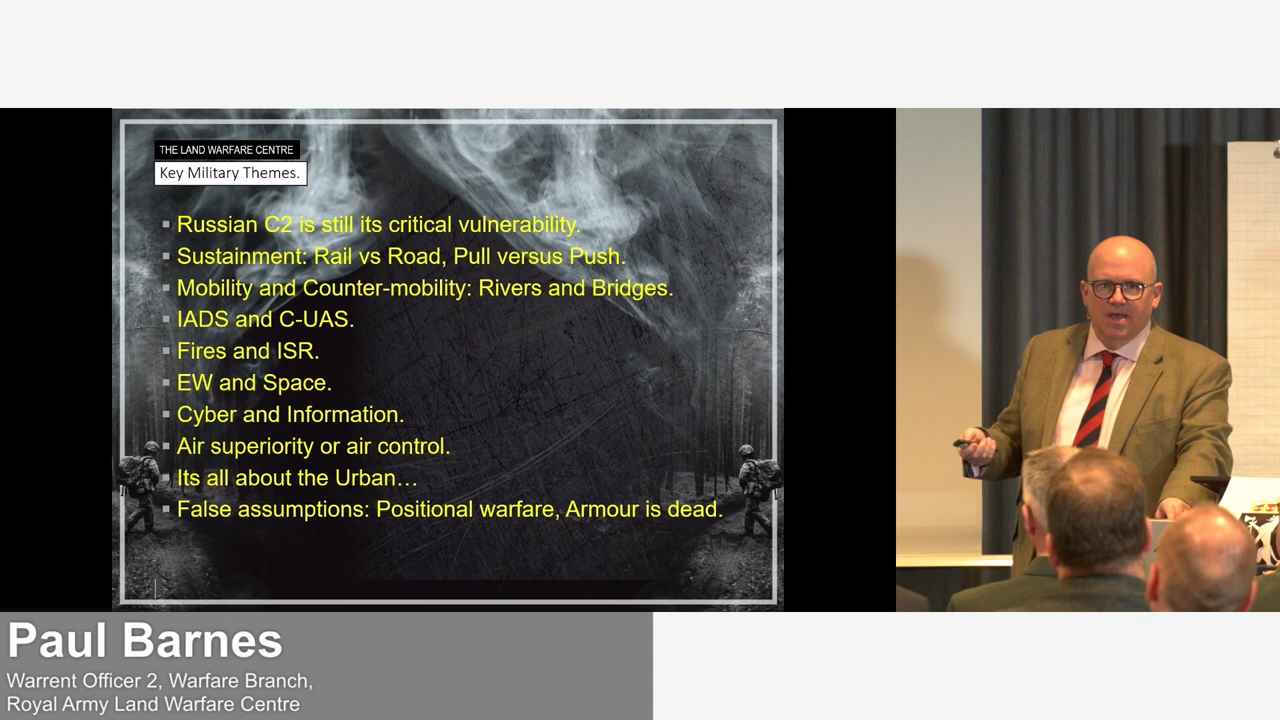 THE LAND WARFARE CENTRE
Key Military Themes.
Russian C2 is still its critical vulnerability.
Sustainment: Rail vs Road, Pull versus Push.
Mobility and Counter-mobility: Rivers and Bridges.
IADS and C-UAS.
Fires and ISR.
EW and Space.
Cyber and Information.
Air superiority or air control.
Its all about the Urban…
False assumptions: Positional warfare, Armour is dead.
Paul Barnes
Warrent Officer 2, Warfare Branch,
Royal Army Land Warfare Centre